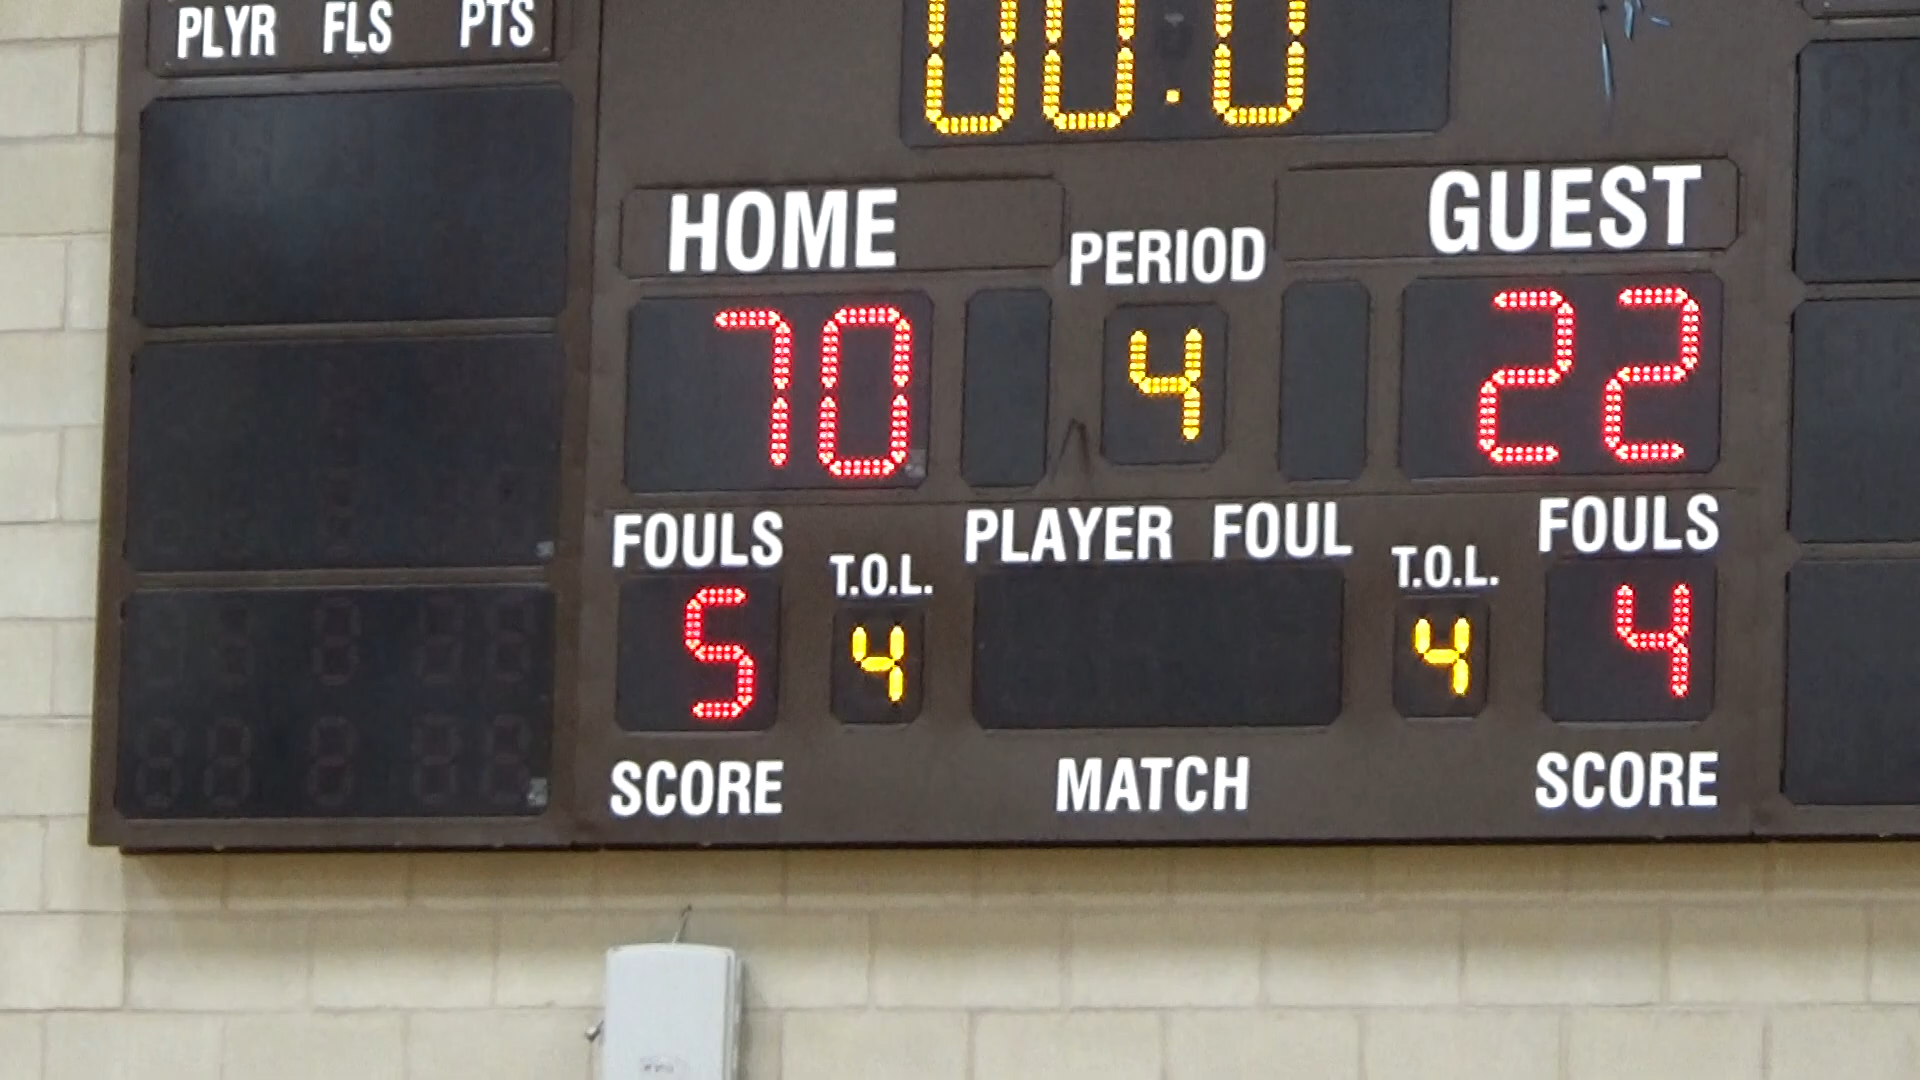 PLYR FLS PTS
00.0
HOME PERIOD GUEST
70 4 22
FOULS T.O.L. PLAYER FOUL T.O.L. FOULS
5 4 4 4
SCORE MATCH SCORE